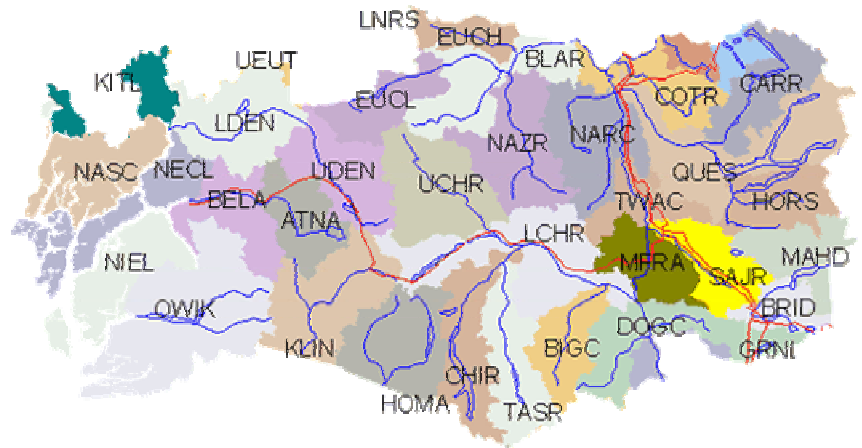 LNRS
EUCH
UEUT
BLAR
KITL
CARR
EUCL
COTR
LDEN
NARC
NAZR
NASC
NECL
UDEN
QUES
UCHR
BELA
TWAC
HORS
ATNA
LCHR
NIEL
MFRA
MAHD
SAJR
OWIK
BRID
DOGC
KLIN
BIGC
GRNL
CHIR
HOMA
TASR